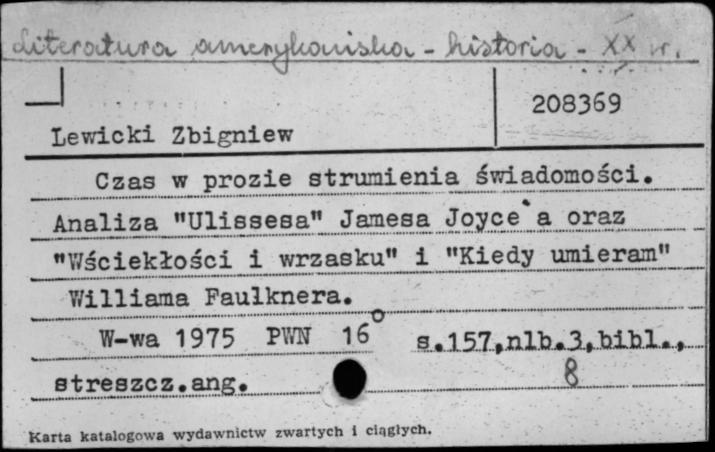 Literatura amerykańska - historia - XX w.
208369
Lewicki Zbigniew
Czas w prozie strumienia świadomości.
Analiza "Ulissesa" Jamesa Joyce`a oraz
"Wściekłości i wrzasku" i "Kiedy umieram"
Williama Faulknera.
W-wa 1975 PWN 16° s.157,nlb.3,bibl.,
streszcz.ang. 8
Karta katalogowa wydawnictw zwartych i ciągłych.